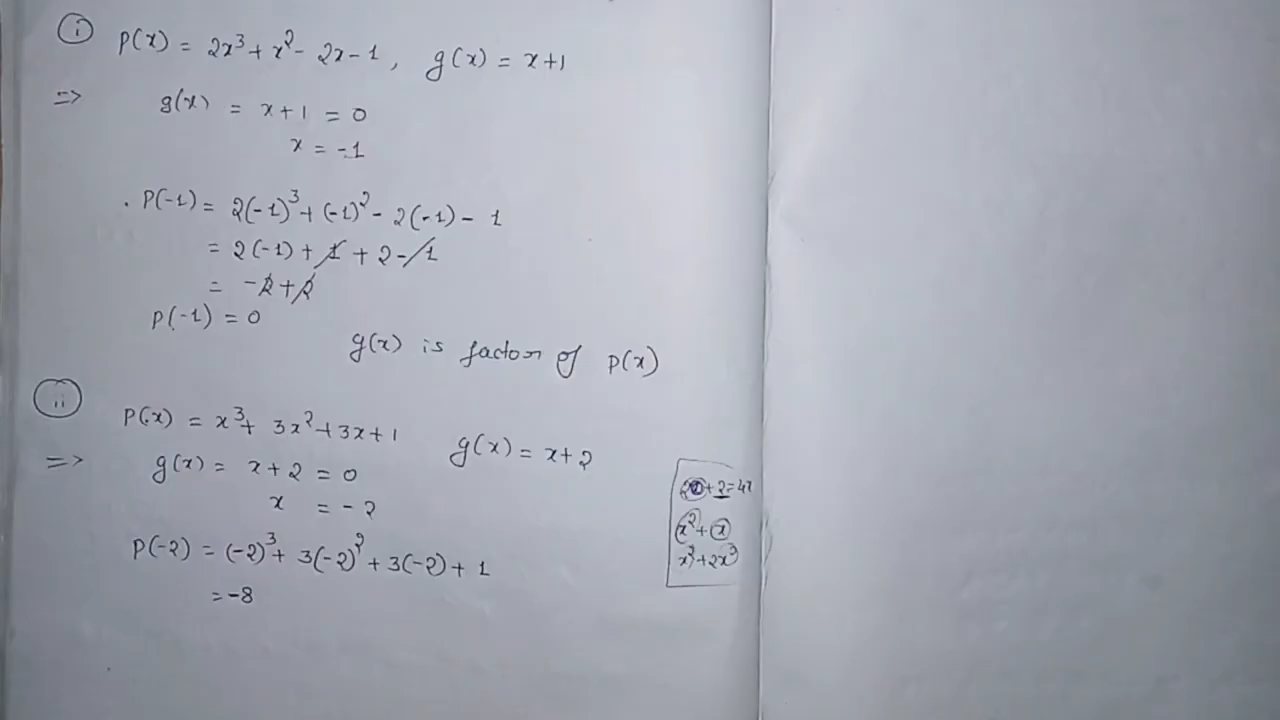 (i) p(x) = 2x³ + x² - 2x - 1, g(x) = x+1
=> g(x) = x+1 = 0
x = -1
p(-1) = 2(-1)³ + (-1)² - 2(-1) - 1
= 2(-1) + 1 + 2 - 1
= -2 + 2
p(-1) = 0
g(x) is factor of p(x)
(ii) p(x) = x³ + 3x² + 3x + 1 g(x) = x+2
=> g(x) = x+2 = 0
x = -2
p(-2) = (-2)³ + 3(-2)² + 3(-2) + 1
= -8
x² + x